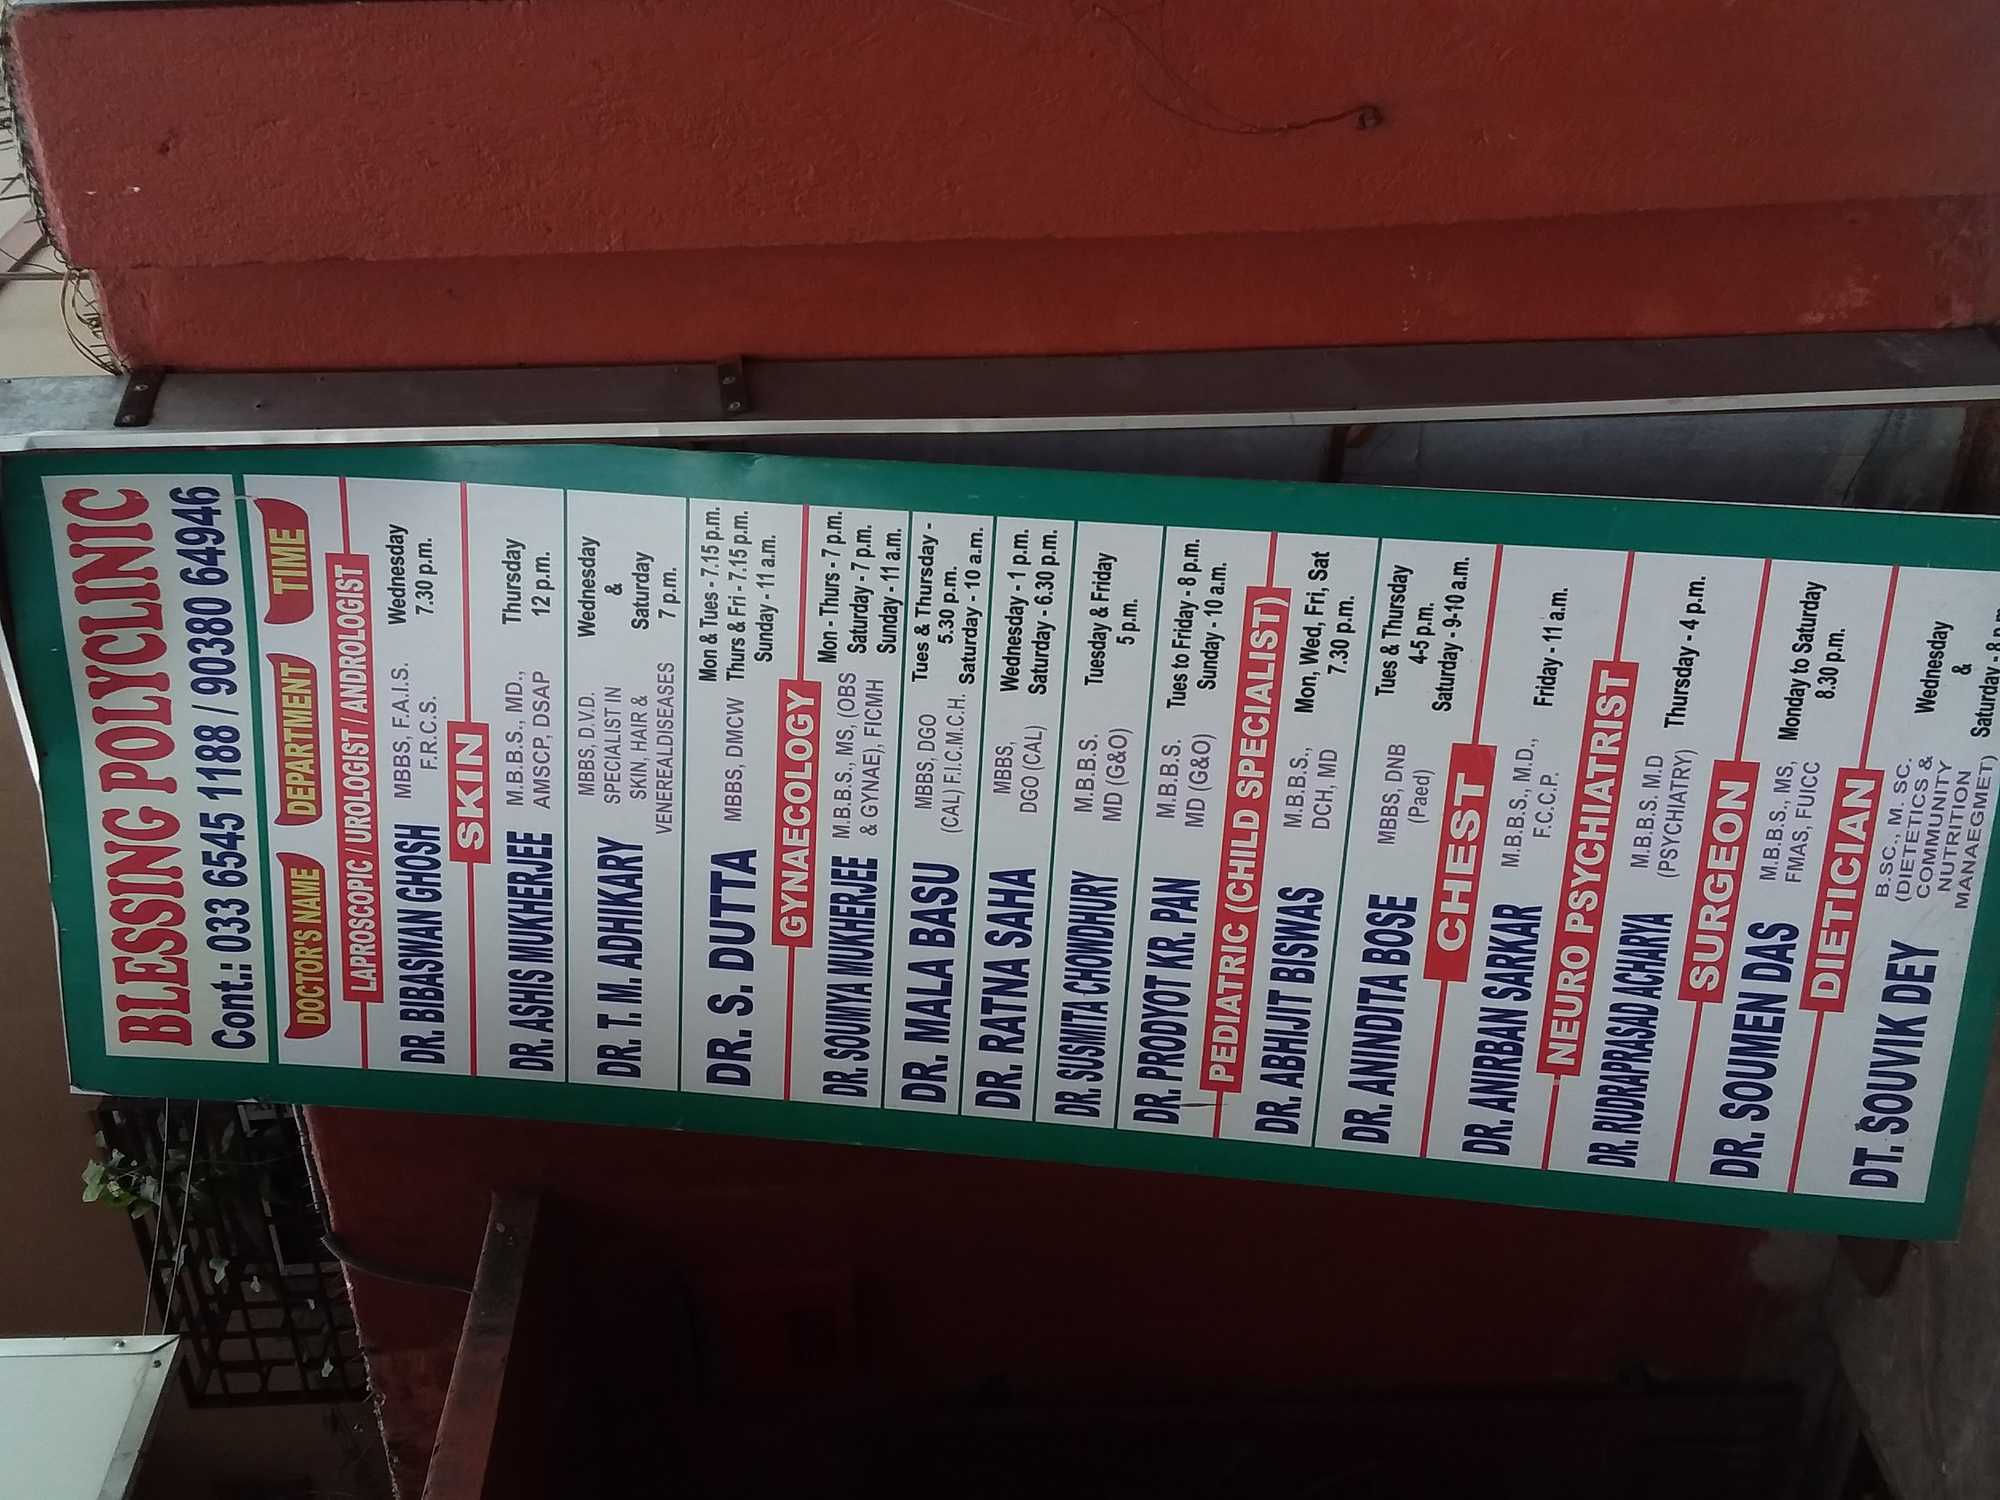 BLESSING POLYCLINIC
Cont.: 033 6545 1188 / 90380 64946
DOCTOR'S NAME DEPARTMENT TIME
LAPROSCOPIC / UROLOGIST / ANDROLOGIST
DR. BIBASWAN GHOSH MBBS, F.A.I.S. Wednesday
F.R.C.S. 7.30 p.m.
SKIN
DR. ASHIS MUKHERJEE M.B.B.S., MD., Thursday
AMSCP, DSAP 12 p.m.
DR. T. M. ADHIKARY MBBS, D.V.D. Wednesday
SPECIALIST IN &
SKIN, HAIR & Saturday
VENEREALDISEASES 7 p.m.
DR. S. DUTTA MBBS, DMCW Mon & Tues - 7.15 p.m.
Thurs & Fri - 7.15 p.m.
Sunday - 11 a.m.
GYNAECOLOGY
DR. SOUMYA MUKHERJEE M.B.B.S., MS, (OBS Mon - Thurs - 7 p.m.
& GYNAE), FICMH Saturday - 7 p.m.
Sunday - 11 a.m.
DR. MALA BASU MBBS, DGO Tues & Thursday -
(CAL) F.I.C.M.C.H. 5.30 p.m.
Saturday - 10 a.m.
DR. RATNA SAHA MBBS, Wednesday - 1 p.m.
DGO (CAL) Saturday - 6.30 p.m.
DR. SUSMITA CHOWDHURY M.B.B.S. Tuesday & Friday
MD (G&O) 5 p.m.
DR. PRODYOT KR. PAN M.B.B.S. Tues to Friday - 8 p.m.
MD (G&O) Sunday - 10 a.m.
PEDIATRIC (CHILD SPECIALIST)
DR. ABHIJIT BISWAS M.B.B.S., Mon, Wed, Fri, Sat
DCH, MD 7.30 p.m.
DR. ANINDITA BOSE MBBS, DNB Tues & Thursday
(Paed) 4-5 p.m.
Saturday - 9-10 a.m.
CHEST
DR. ANIRBAN SARKAR M.B.B.S., M.D., Friday - 11 a.m.
F.C.C.P.
NEURO PSYCHIATRIST
DR. RUDRAPRASAD ACHARYA M.B.B.S, M.D Thursday - 4 p.m.
(PSYCHIATRY)
SURGEON
DR. SOUMEN DAS M.B.B.S., MS, Monday to Saturday
FMAS, FUICC 8.30 p.m.
DIETICIAN
DT. SOUVIK DEY B.SC., M. SC. Wednesday
(DIETETICS & &
COMMUNITY Saturday - 8 p.m
NUTRITION
MANAEGMET)